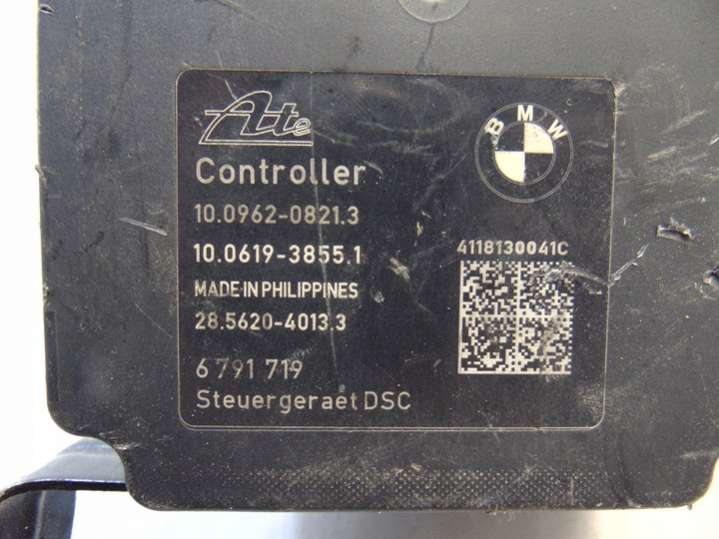 Ate
BMW
Controller
10.0962-0821.3
10.0619-3855.1
4118130041C
MADE IN PHILIPPINES
28.5620-4013.3
6 791 719
Steuergeraet DSC